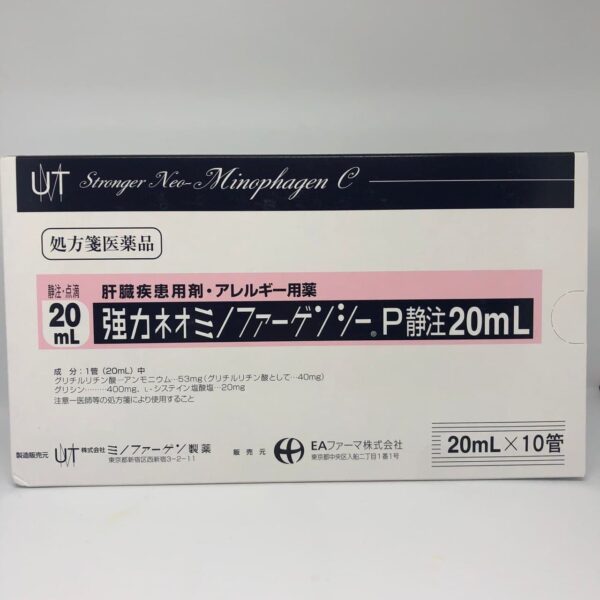 UMT Stronger Neo-Minophagen C
処方箋医薬品
静注・点滴
20
mL
肝臓疾患用剤・アレルギー用薬
強力ネオミノファーゲンシー®P静注20mL
成 分:1管(20mL)中
グリチルリチン酸一アンモニウム…53mg(グリチルリチン酸として…40mg)
グリシン………400mg、L-システイン塩酸塩…20mg
注意-医師等の処方箋により使用すること
製造販売元 UMT 株式会社 ミノファーゲン製薬
東京都新宿区西新宿3-2-11
販売元 EAファーマ株式会社
東京都中央区入船二丁目1番1号
20mL×10管